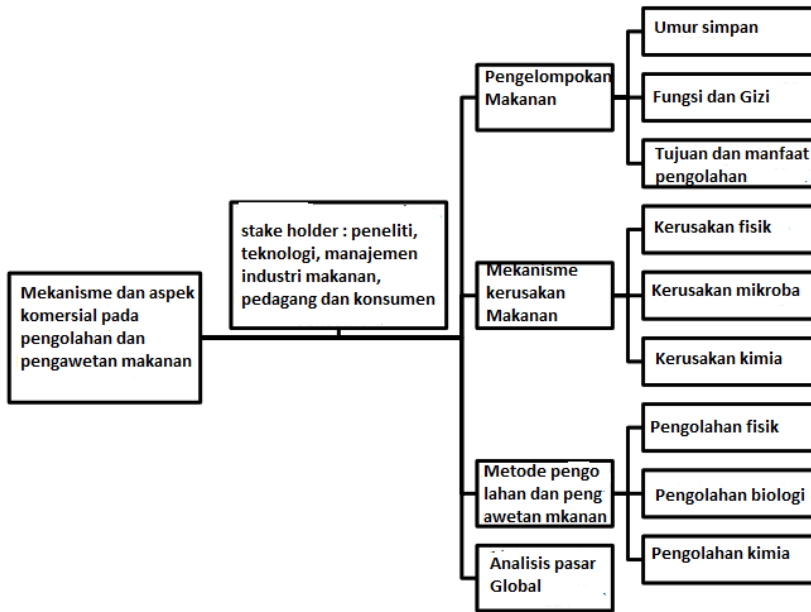 Mekanisme dan aspek
komersial pada
pengolahan dan
pengawetan makanan
stake holder : peneliti,
teknologi, manajemen
industri makanan,
pedagang dan konsumen
Pengelompokan
Makanan
Umur simpan
Fungsi dan Gizi
Tujuan dan manfaat
pengolahan
Mekanisme
kerusakan
Makanan
Kerusakan fisik
Kerusakan mikroba
Kerusakan kimia
Metode pengo
lahan dan peng
awetan mkanan
Pengolahan fisik
Pengolahan biologi
Pengolahan kimia
Analisis pasar
Global